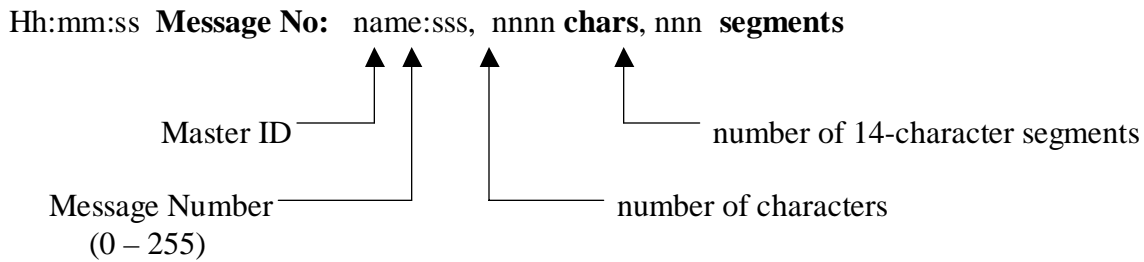 Hh:mm:ss Message No: name:sss, nnnn chars, nnn segments
Master ID
number of 14-character segments
Message Number
number of characters
(0 – 255)